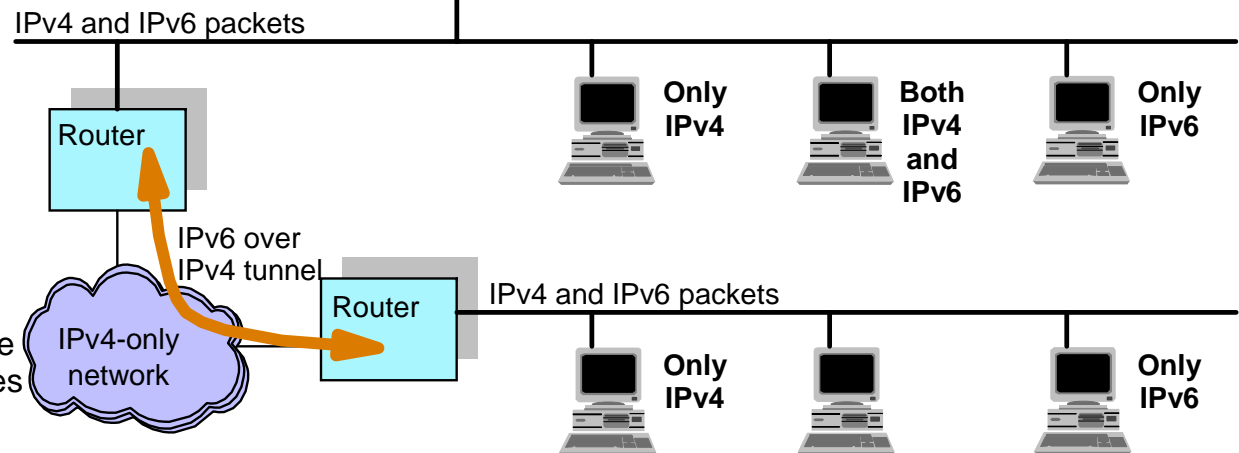 IPv4 and IPv6 packets
Only
IPv4
Both
IPv4
and
IPv6
Only
IPv6
Router
IPv6 over
IPv4 tunnel
Router
IPv4 and IPv6 packets
IPv4-only
network
Only
IPv4
Only
IPv6